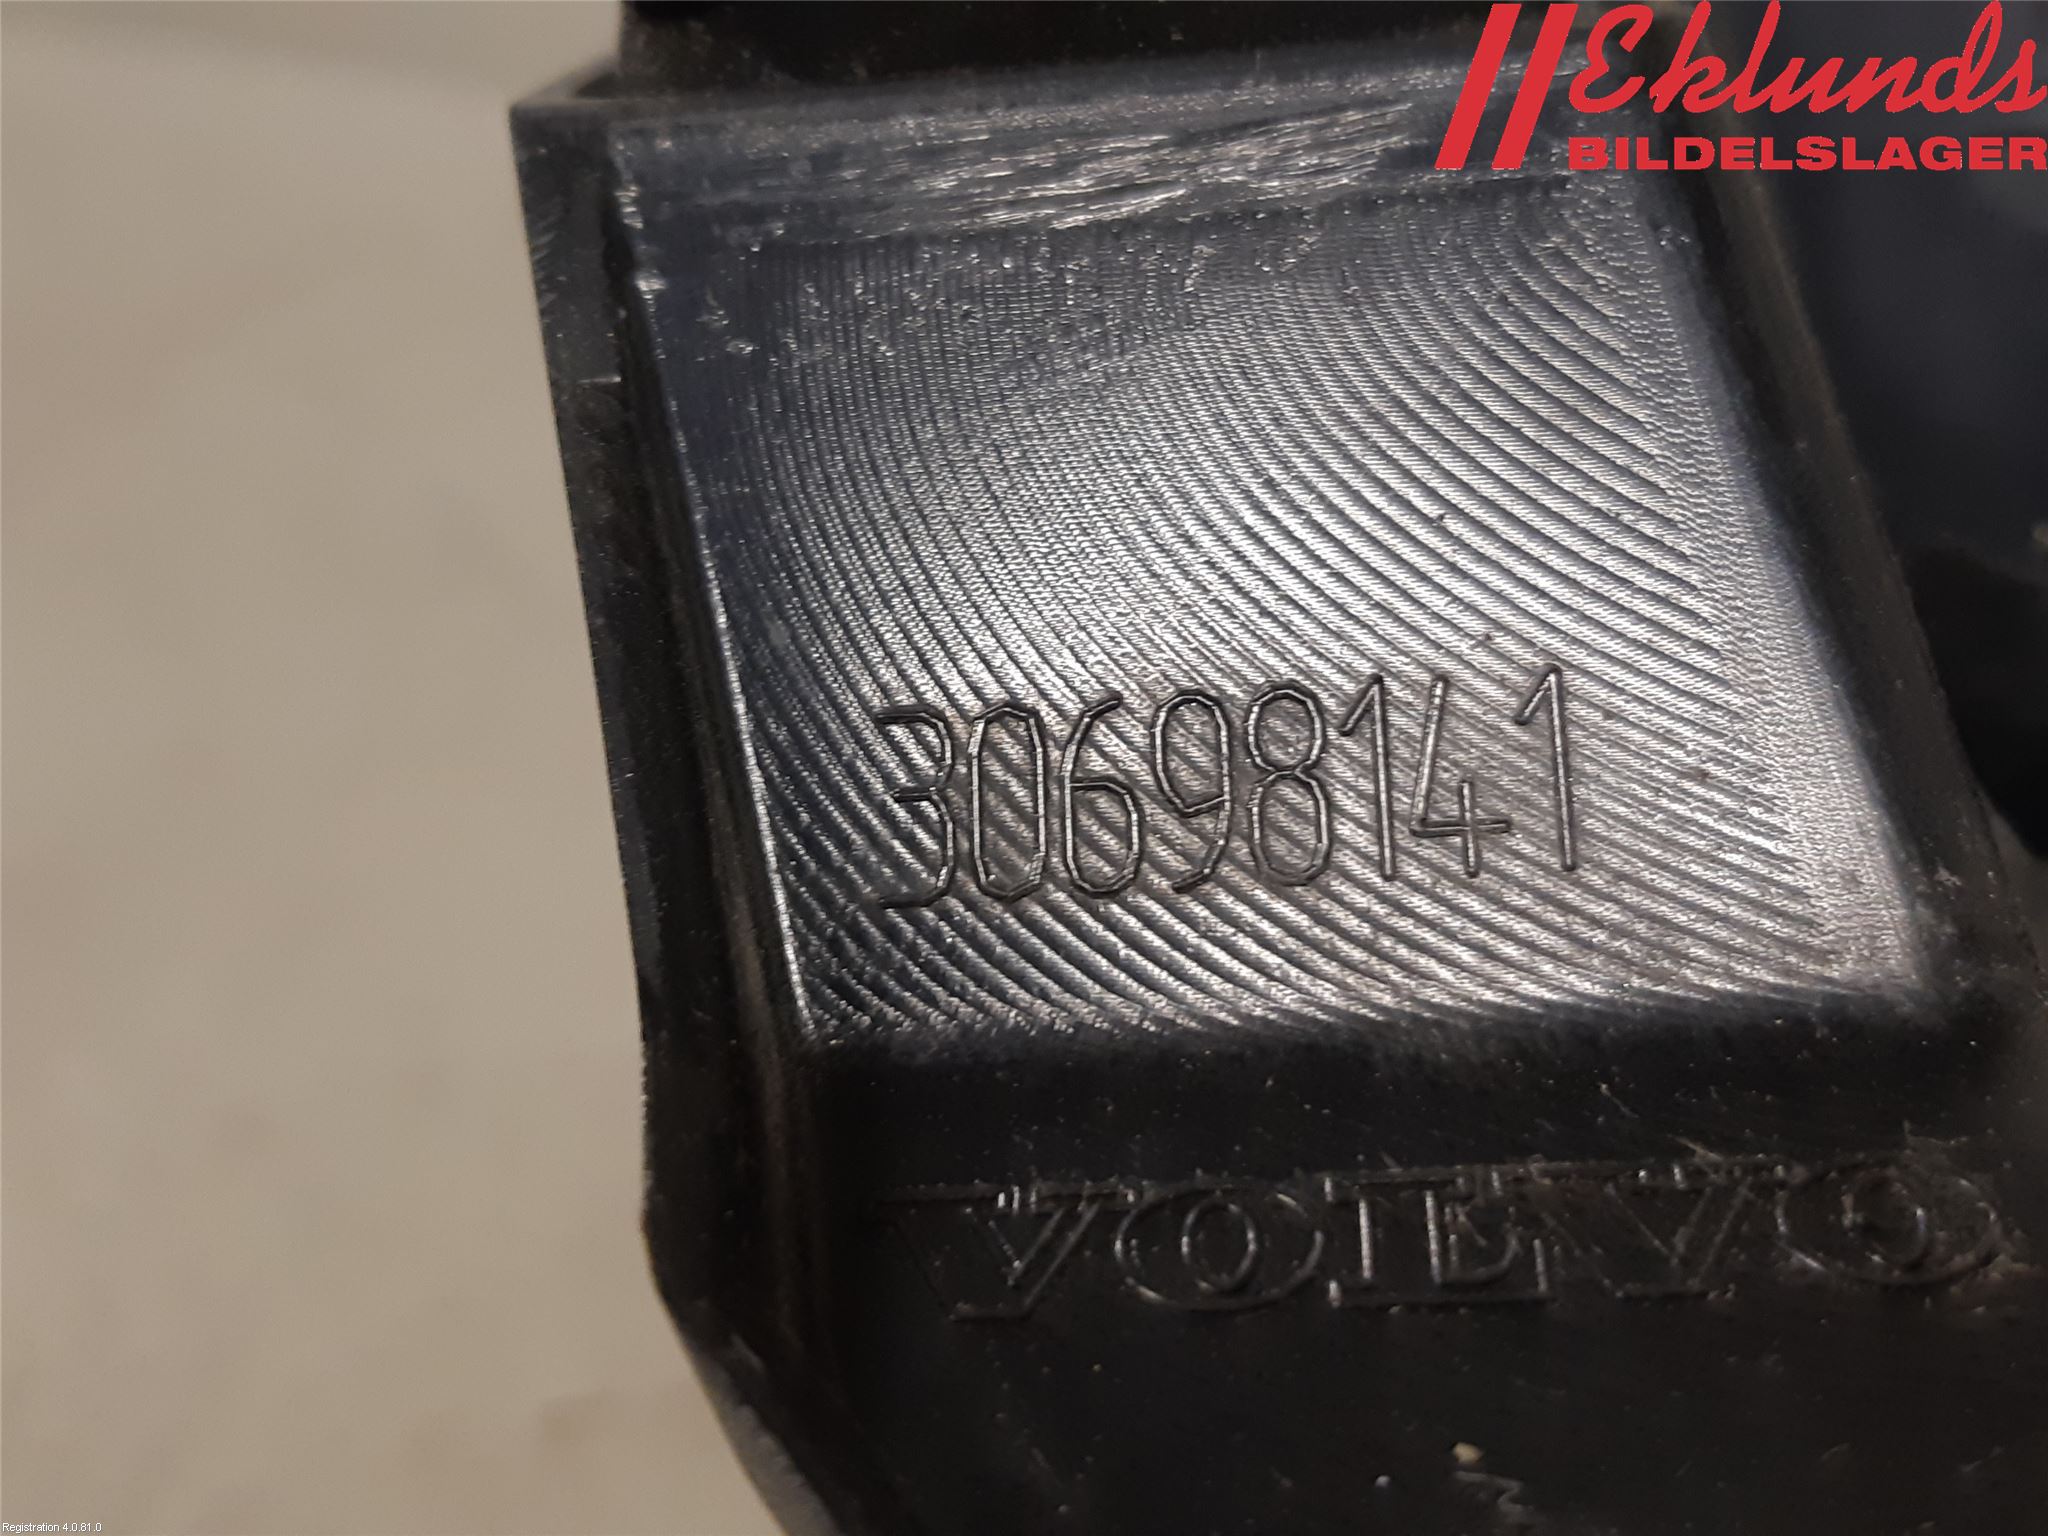 Eklunds
BILDELSLAGER
30698141
VOLVO
Registration 4.0.81.0